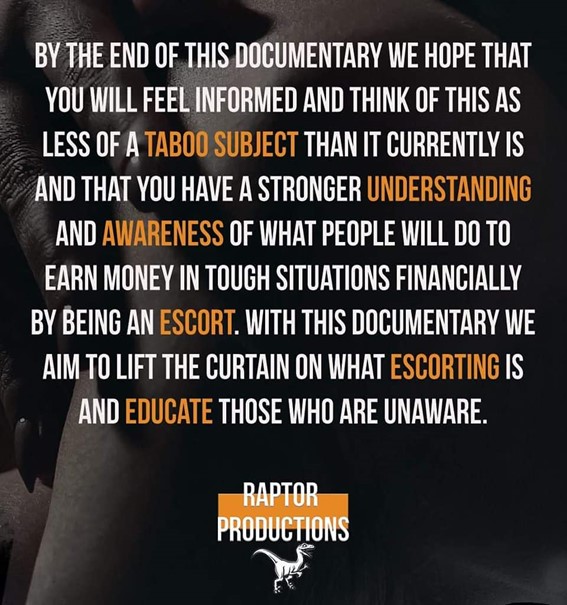 BY THE END OF THIS DOCUMENTARY WE HOPE THAT
YOU WILL FEEL INFORMED AND THINK OF THIS AS
LESS OF A TABOO SUBJECT THAN IT CURRENTLY IS
AND THAT YOU HAVE A STRONGER UNDERSTANDING
AND AWARENESS OF WHAT PEOPLE WILL DO TO
EARN MONEY IN TOUGH SITUATIONS FINANCIALLY
BY BEING AN ESCORT. WITH THIS DOCUMENTARY WE
AIM TO LIFT THE CURTAIN ON WHAT ESCORTING IS
AND EDUCATE THOSE WHO ARE UNAWARE.
RAPTOR
PRODUCTIONS